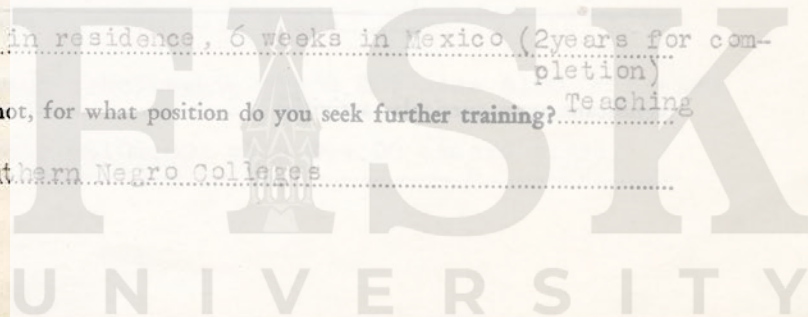 in residence, 6 weeks in Mexico (2years for com-
pletion)
not, for what position do you seek further training? Teaching
thern Negro Colleges
FISK
UNIVERSITY